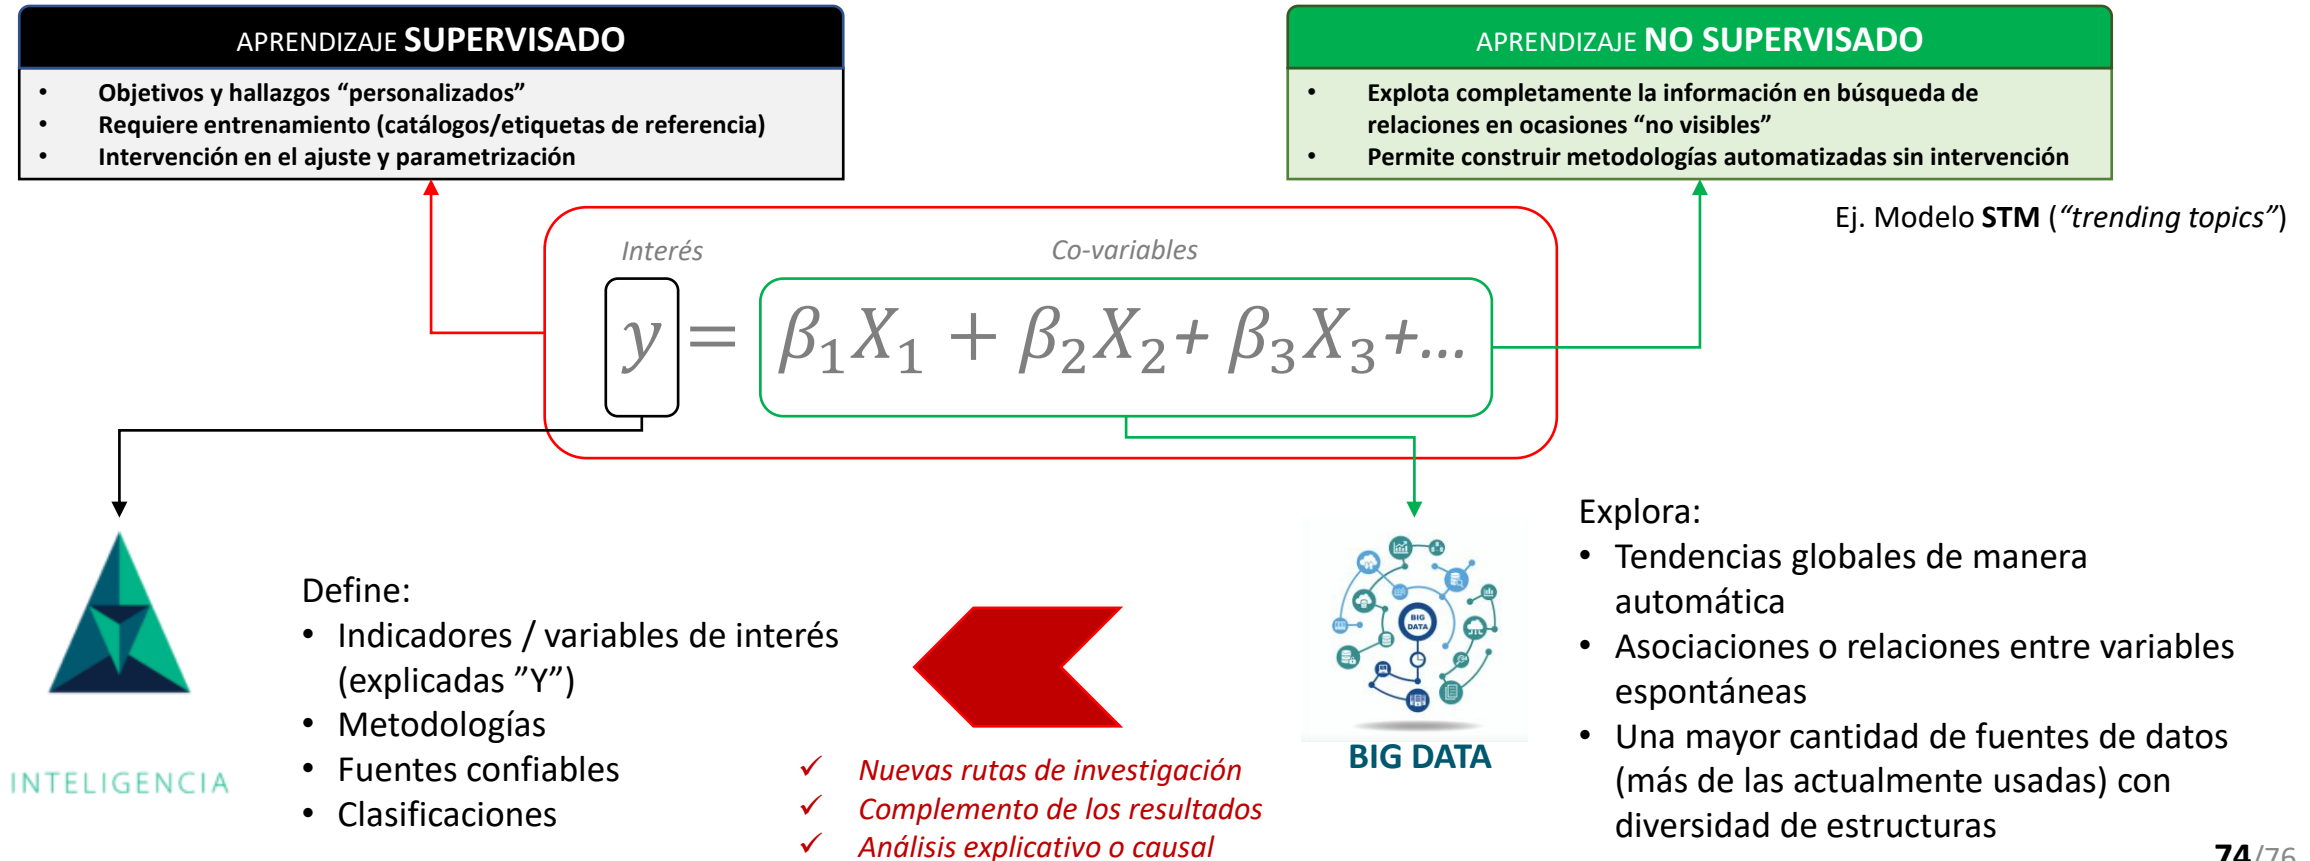 APRENDIZAJE SUPERVISADO
• Objetivos y hallazgos “personalizados”
• Requiere entrenamiento (catálogos/etiquetas de referencia)
• Intervención en el ajuste y parametrización
APRENDIZAJE NO SUPERVISADO
• Explota completamente la información en búsqueda de
relaciones en ocasiones “no visibles”
• Permite construir metodologías automatizadas sin intervención
Ej. Modelo STM (“trending topics”)
Interés
Co-variables
y = β₁X₁ + β₂X₂+ β₃X₃+...
INTELIGENCIA
Define:
• Indicadores / variables de interés
(explicadas ”Y”)
• Metodologías
• Fuentes confiables
• Clasificaciones
✓ Nuevas rutas de investigación
✓ Complemento de los resultados
✓ Análisis explicativo o causal
BIG
DATA
BIG DATA
Explora:
• Tendencias globales de manera
automática
• Asociaciones o relaciones entre variables
espontáneas
• Una mayor cantidad de fuentes de datos
(más de las actualmente usadas) con
diversidad de estructuras
74/76